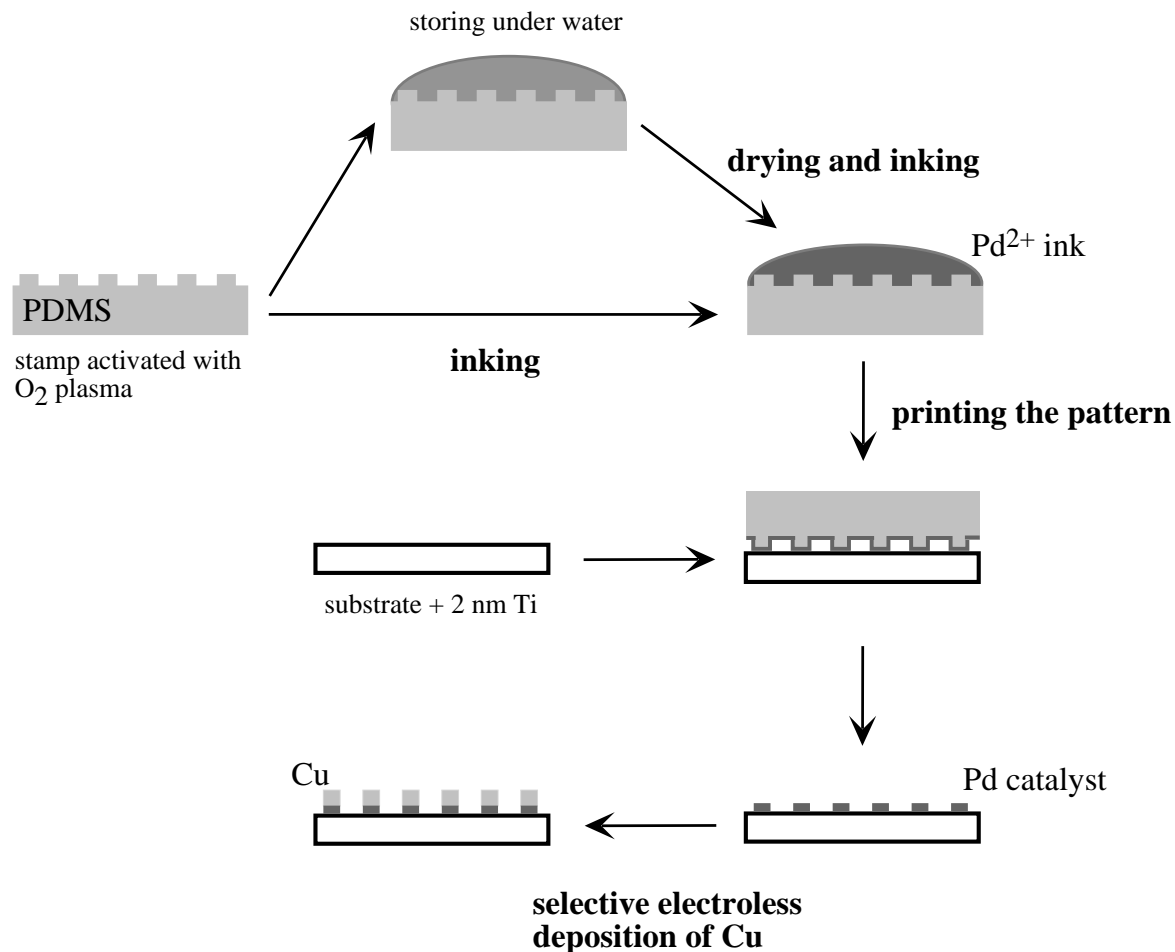 storing under water
drying and inking
Pd²⁺ ink
PDMS
stamp activated with
O₂ plasma
inking
printing the pattern
substrate + 2 nm Ti
Cu
Pd catalyst
selective electroless
deposition of Cu